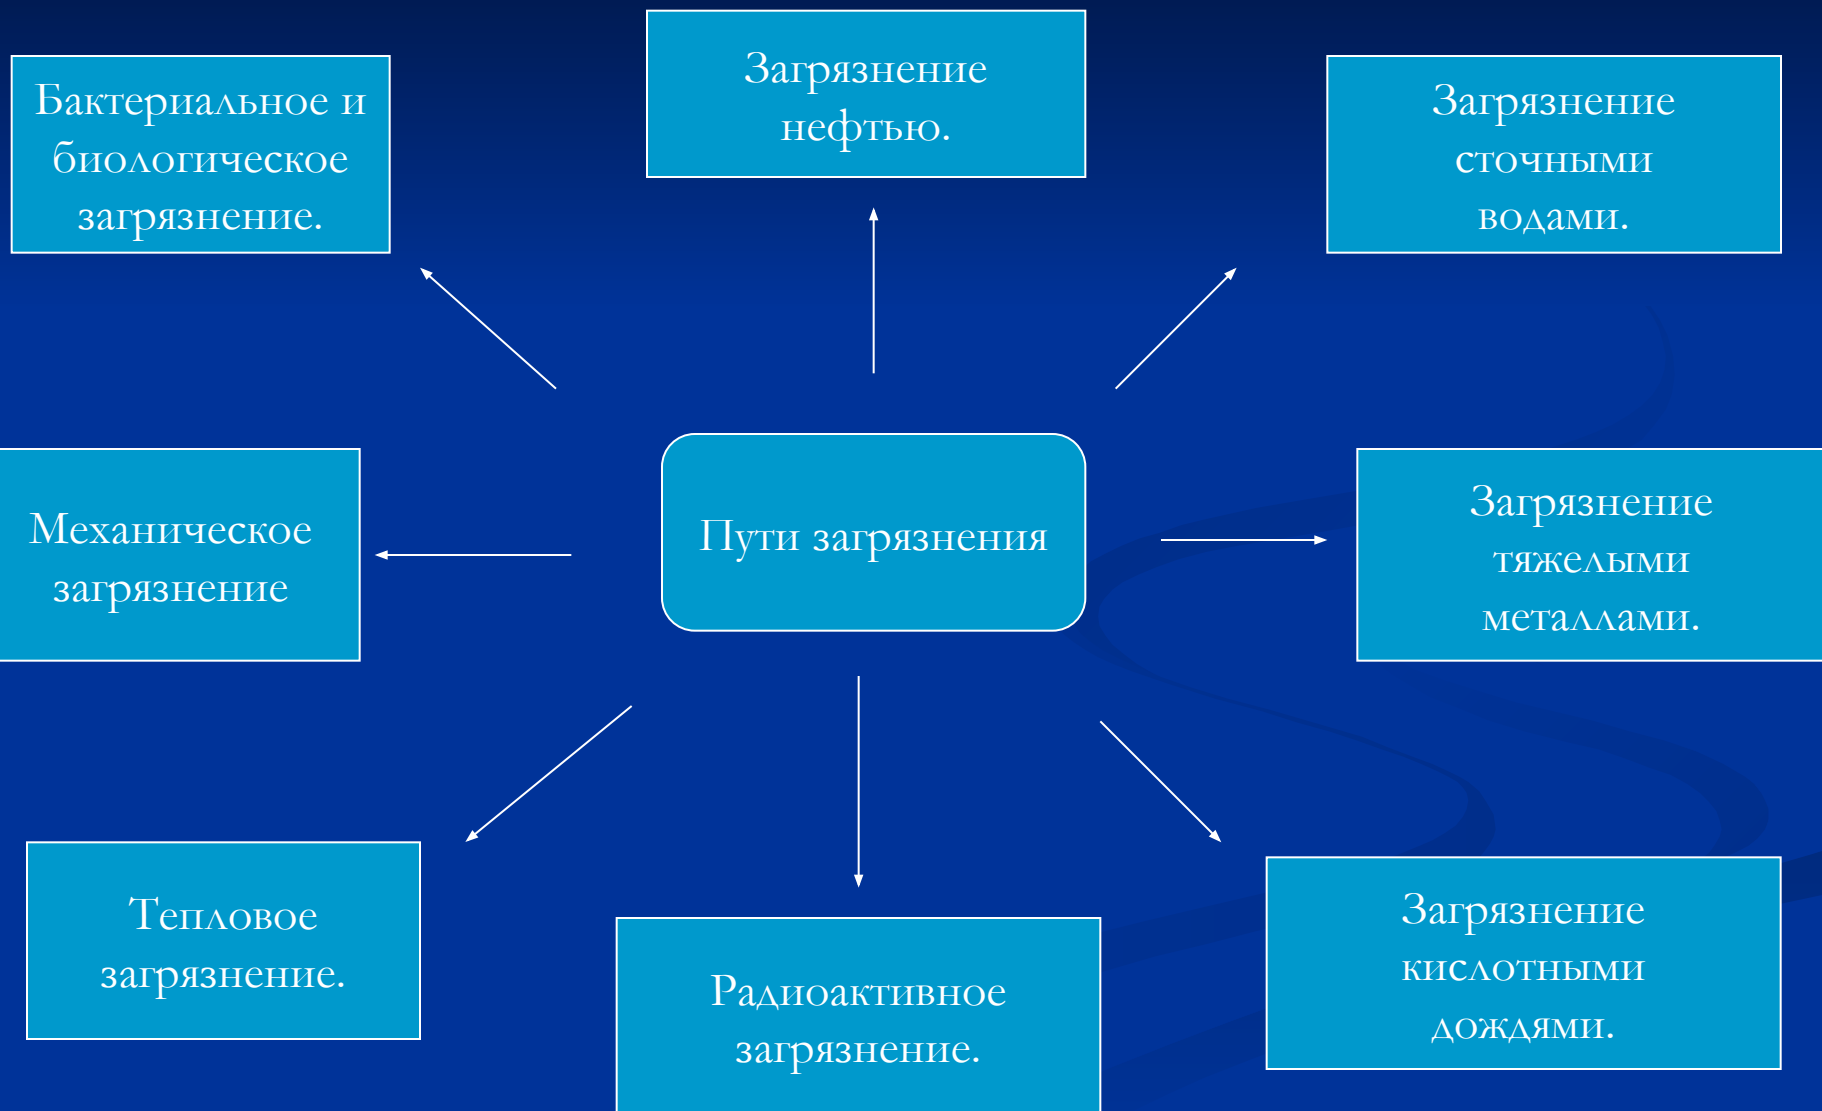 Бактериальное и
биологическое
загрязнение.
Загрязнение
нефтью.
Загрязнение
сточными
водами.
Механическое
загрязнение
Пути загрязнения
Загрязнение
тяжелыми
металлами.
Тепловое
загрязнение.
Радиоактивное
загрязнение.
Загрязнение
кислотными
дождями.